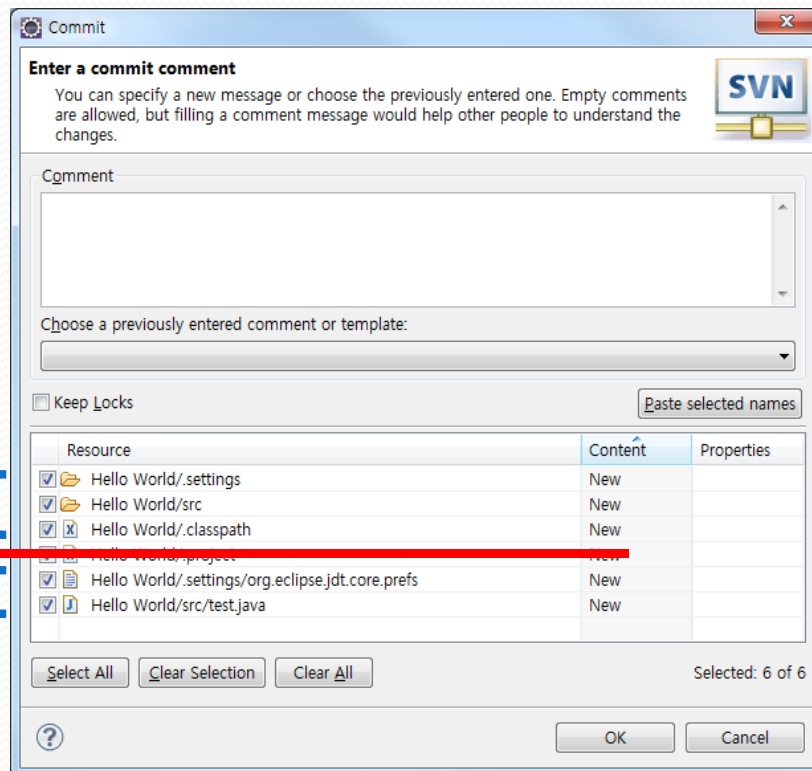 Commit
Enter a commit comment
You can specify a new message or choose the previously entered one. Empty comments
are allowed, but filling a comment message would help other people to understand the
changes.
SVN
Comment
Choose a previously entered comment or template:
Keep Locks
Paste selected names
Resource Content Properties
Hello World/.settings New
Hello World/src New
X Hello World/.classpath New
Hello World/.project New
Hello World/.settings/org.eclipse.jdt.core.prefs New
J Hello World/src/test.java New
Select All Clear Selection Clear All Selected: 6 of 6
? OK Cancel